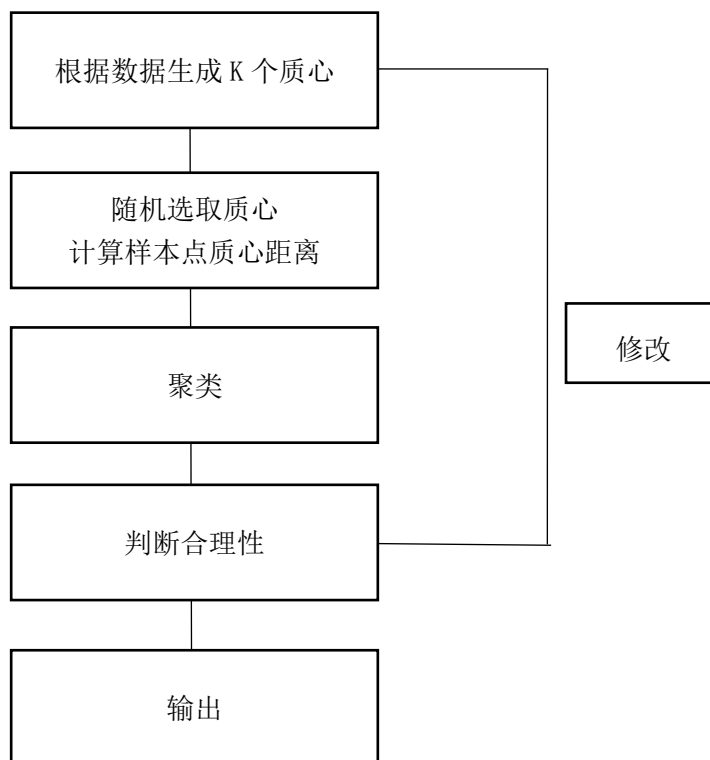 根据数据生成 K 个质心
随机选取质心
计算样本点质心距离
聚类
修改
判断合理性
输出